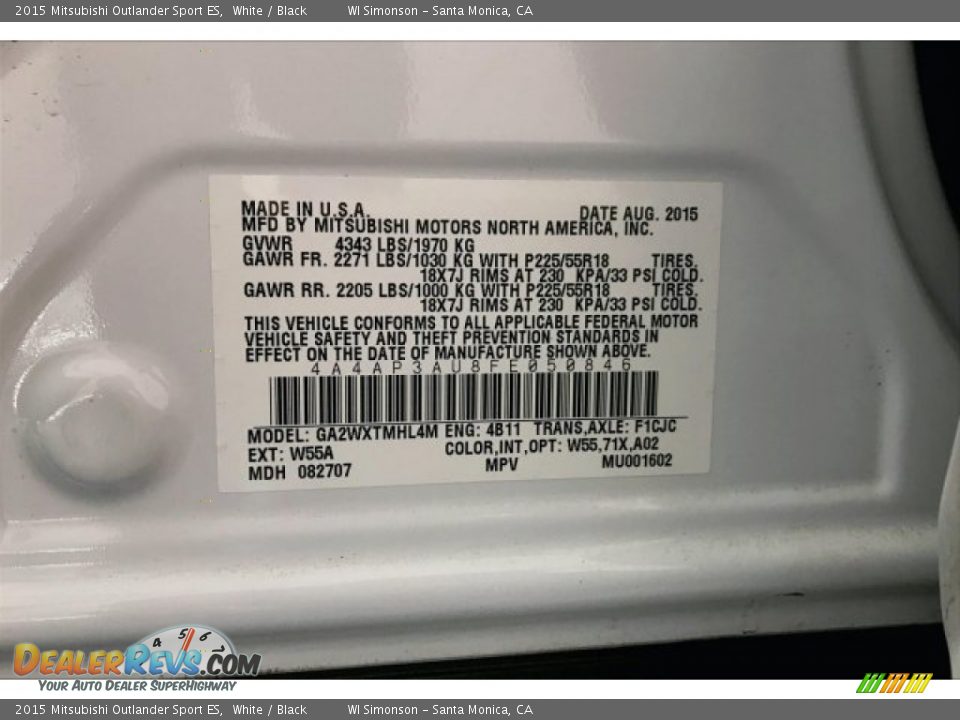 2015 Mitsubishi Outlander Sport ES, White / Black WI Simonson - Santa Monica, CA
MADE IN U.S.A. DATE AUG. 2015
MFD BY MITSUBISHI MOTORS NORTH AMERICA, INC.
GVWR 4343 LBS/1970 KG
GAWR FR. 2271 LBS/1030 KG WITH P225/55R18 TIRES,
18X7J RIMS AT 230 KPA/33 PSI COLD.
GAWR RR. 2205 LBS/1000 KG WITH P225/55R18 TIRES,
18X7J RIMS AT 230 KPA/33 PSI COLD.
THIS VEHICLE CONFORMS TO ALL APPLICABLE FEDERAL MOTOR
VEHICLE SAFETY AND THEFT PREVENTION STANDARDS IN
EFFECT ON THE DATE OF MANUFACTURE SHOWN ABOVE.
4A4AP3AU8FE050846
MODEL: GA2WXTMHL4M ENG: 4B11 TRANS,AXLE: F1CJC
EXT: W55A COLOR,INT,OPT: W55,71X,A02
MDH 082707 MPV MU001602
4 5 6
DEALERREVS.COM
YOUR AUTO DEALER SUPERHIGHWAY
2015 Mitsubishi Outlander Sport ES, White / Black WI Simonson - Santa Monica, CA